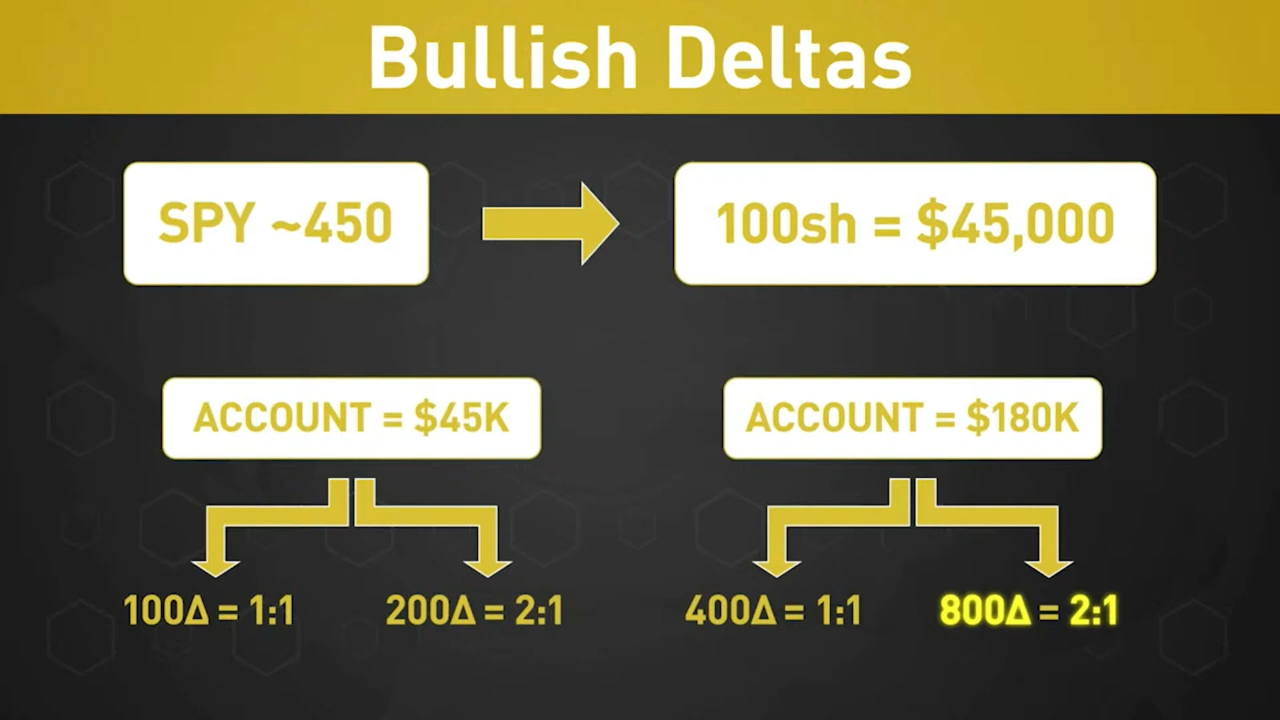 Bullish Deltas
SPY ~450
100sh = $45,000
ACCOUNT = $45K
ACCOUNT = $180K
100Δ = 1:1
200Δ = 2:1
400Δ = 1:1
800Δ = 2:1